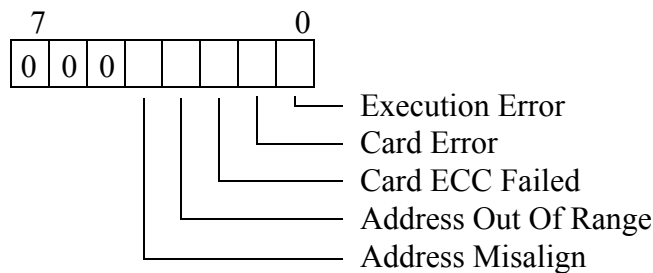 7 0
0 0 0
Execution Error
Card Error
Card ECC Failed
Address Out Of Range
Address Misalign